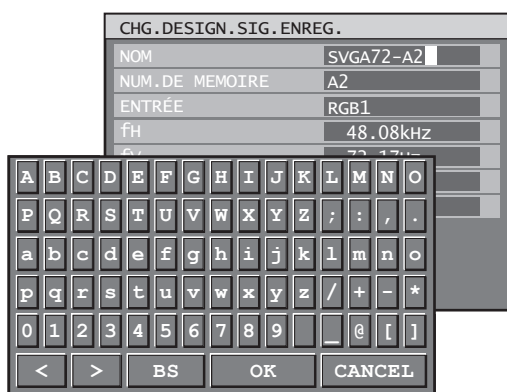 CHG.DESIGN.SIG.ENREG.
NOM SVGA72-A2
NUM.DE MEMOIRE A2
ENTRÉE RGB1
fH 48.08kHz
A B C D E F G H I J K L M N O
P Q R S T U V W X Y Z ; : , .
a b c d e f g h i j k l m n o
p q r s t u v w x y z / + - *
0 1 2 3 4 5 6 7 8 9 _ @ [ ]
< > BS OK CANCEL